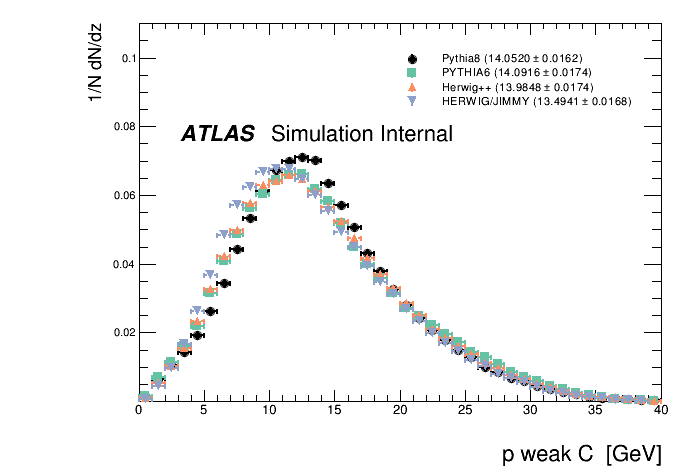 1/N dN/dz
0.1
Pythia8 (14.0520 ± 0.0162)
PYTHIA6 (14.0916 ± 0.0174)
Herwig++ (13.9848 ± 0.0174)
HERWIG/JIMMY (13.4941 ± 0.0168)
0.08
ATLAS Simulation Internal
0.06
0.04
0.02
0 5 10 15 20 25 30 35 40
p weak C [GeV]